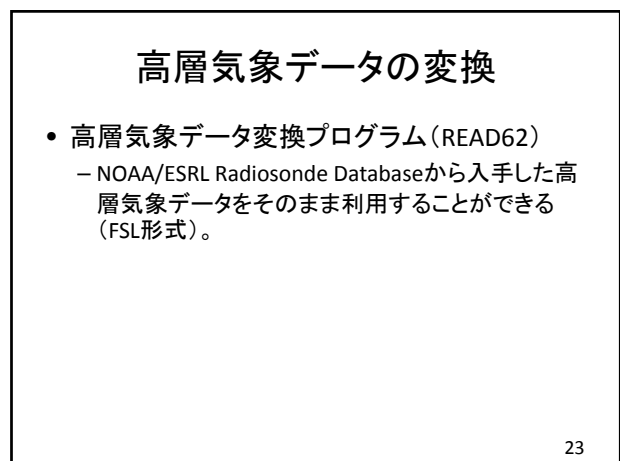 高層気象データの変換
• 高層気象データ変換プログラム（READ62）
– NOAA/ESRL Radiosonde Databaseから入手した高
層気象データをそのまま利用することができる
（FSL形式）。
23